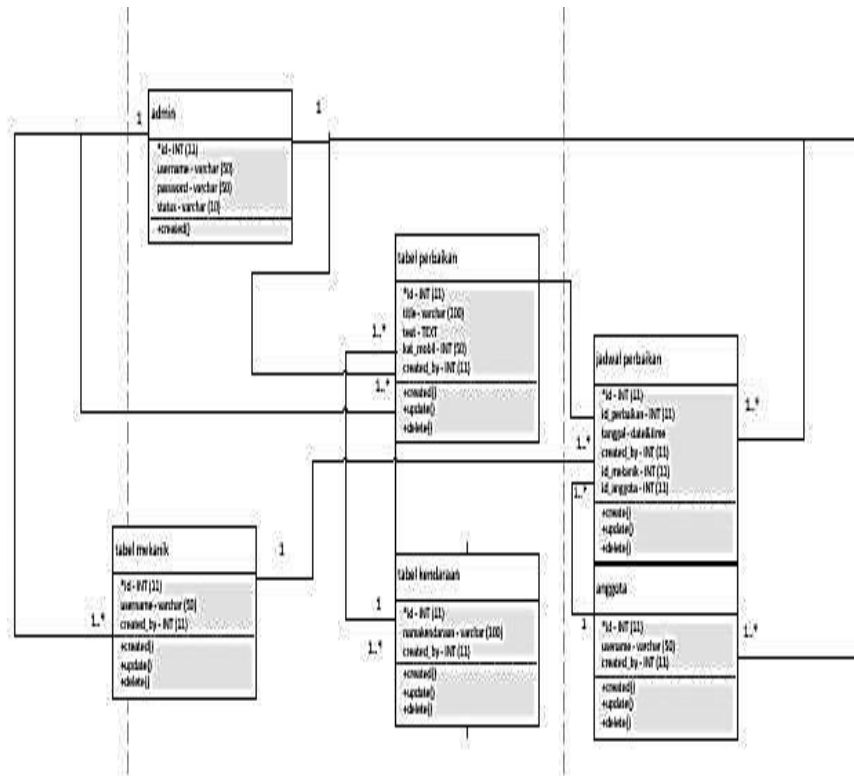 1
admin
1
*id - INT (11)
username - varchar (50)
password - varchar (50)
status - varchar (10)
+created()
tabel perbaikan
*id - INT (11)
title - varchar (100)
text - TEXT
kat_mobil - INT (50)
created_by - INT (11)
+created()
+update()
+delete()
1..*
1..*
jadwal perbaikan
*id - INT (11)
id_perbaikan - INT (11)
tanggal - date&time
created_by - INT (11)
id_mekanik - INT (11)
id_anggota - INT (11)
+create()
+update()
+delete()
1..*
1..*
1..*
tabel mekanik
1
*id - INT (11)
username - varchar (50)
created_by - INT (11)
+created()
+update()
+delete()
1..*
tabel kendaraan
*id - INT (11)
namakendaraan - varchar (100)
created_by - INT (11)
+created()
+update()
+delete()
1
1..*
anggota
*id - INT (11)
username - varchar (50)
created_by - INT (11)
+created()
+update()
+delete()
1
1..*